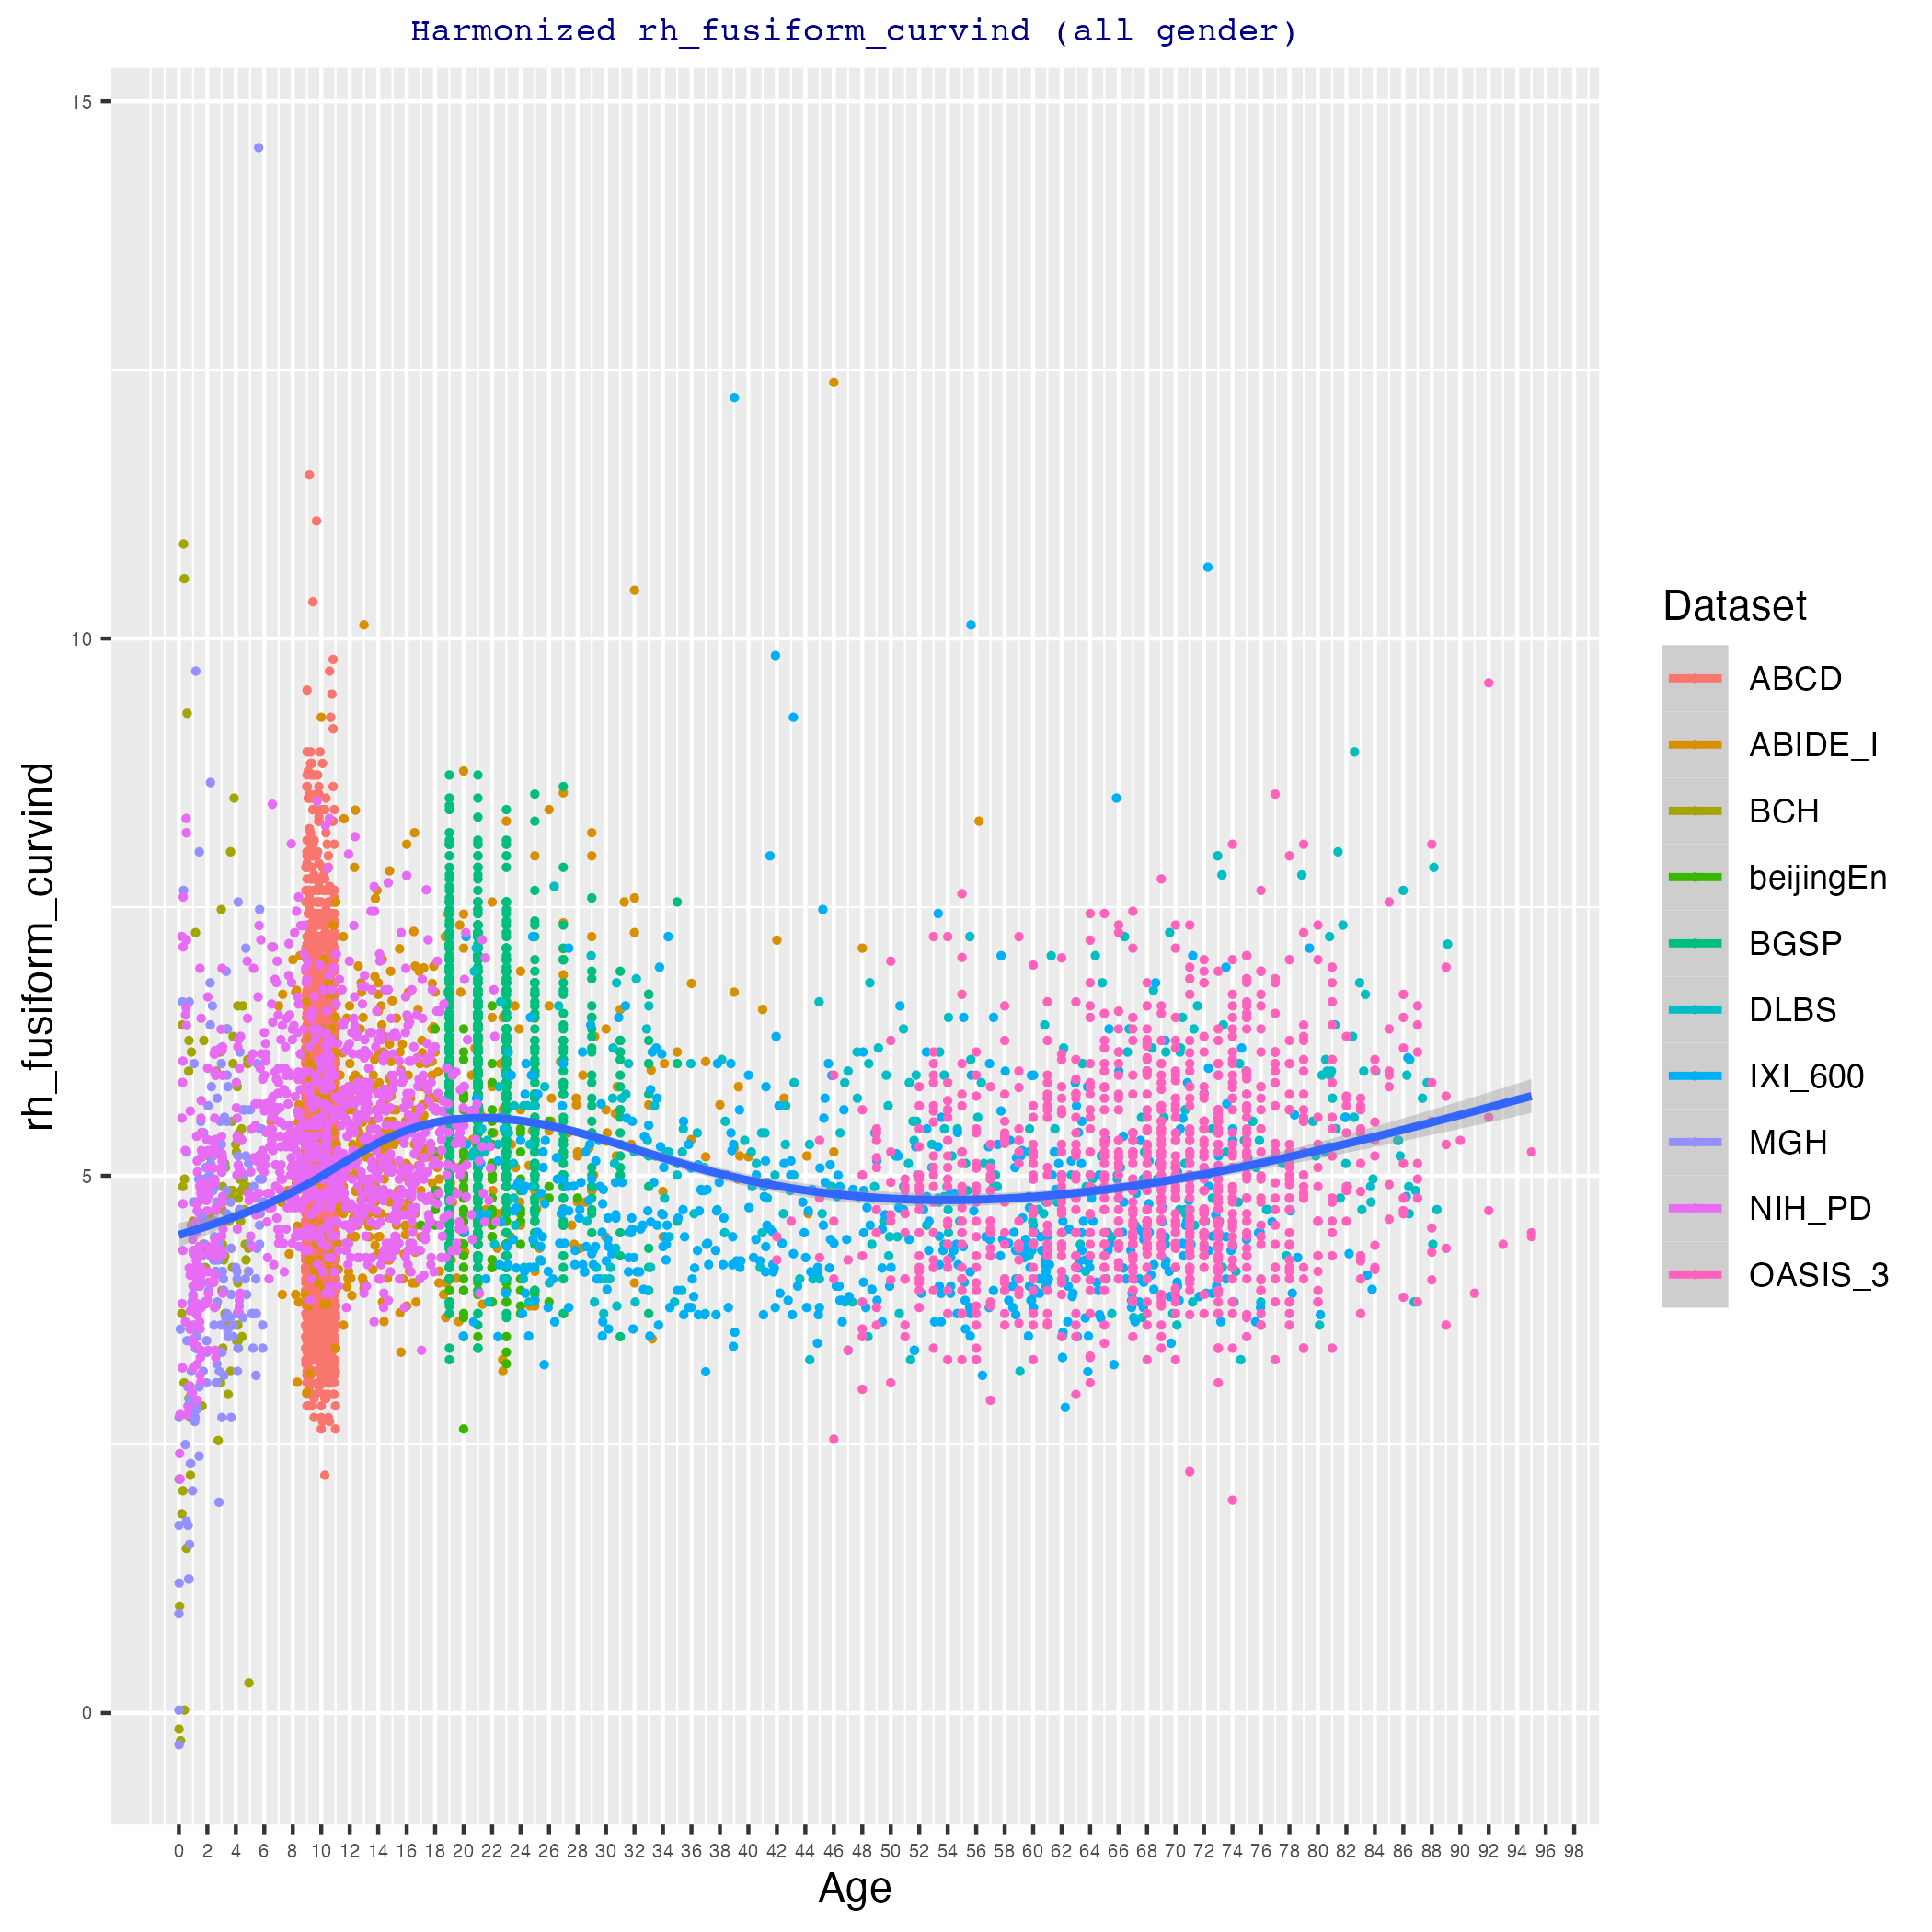 Harmonized rh_fusiform_curvind (all gender)
15
10
5
0
rh_fusiform_curvind
0 2 4 6 8 10 12 14 16 18 20 22 24 26 28 30 32 34 36 38 40 42 44 46 48 50 52 54 56 58 60 62 64 66 68 70 72 74 76 78 80 82 84 86 88 90 92 94 96 98
Age
Dataset
ABCD
ABIDE_I
BCH
beijingEn
BGSP
DLBS
IXI_600
MGH
NIH_PD
OASIS_3